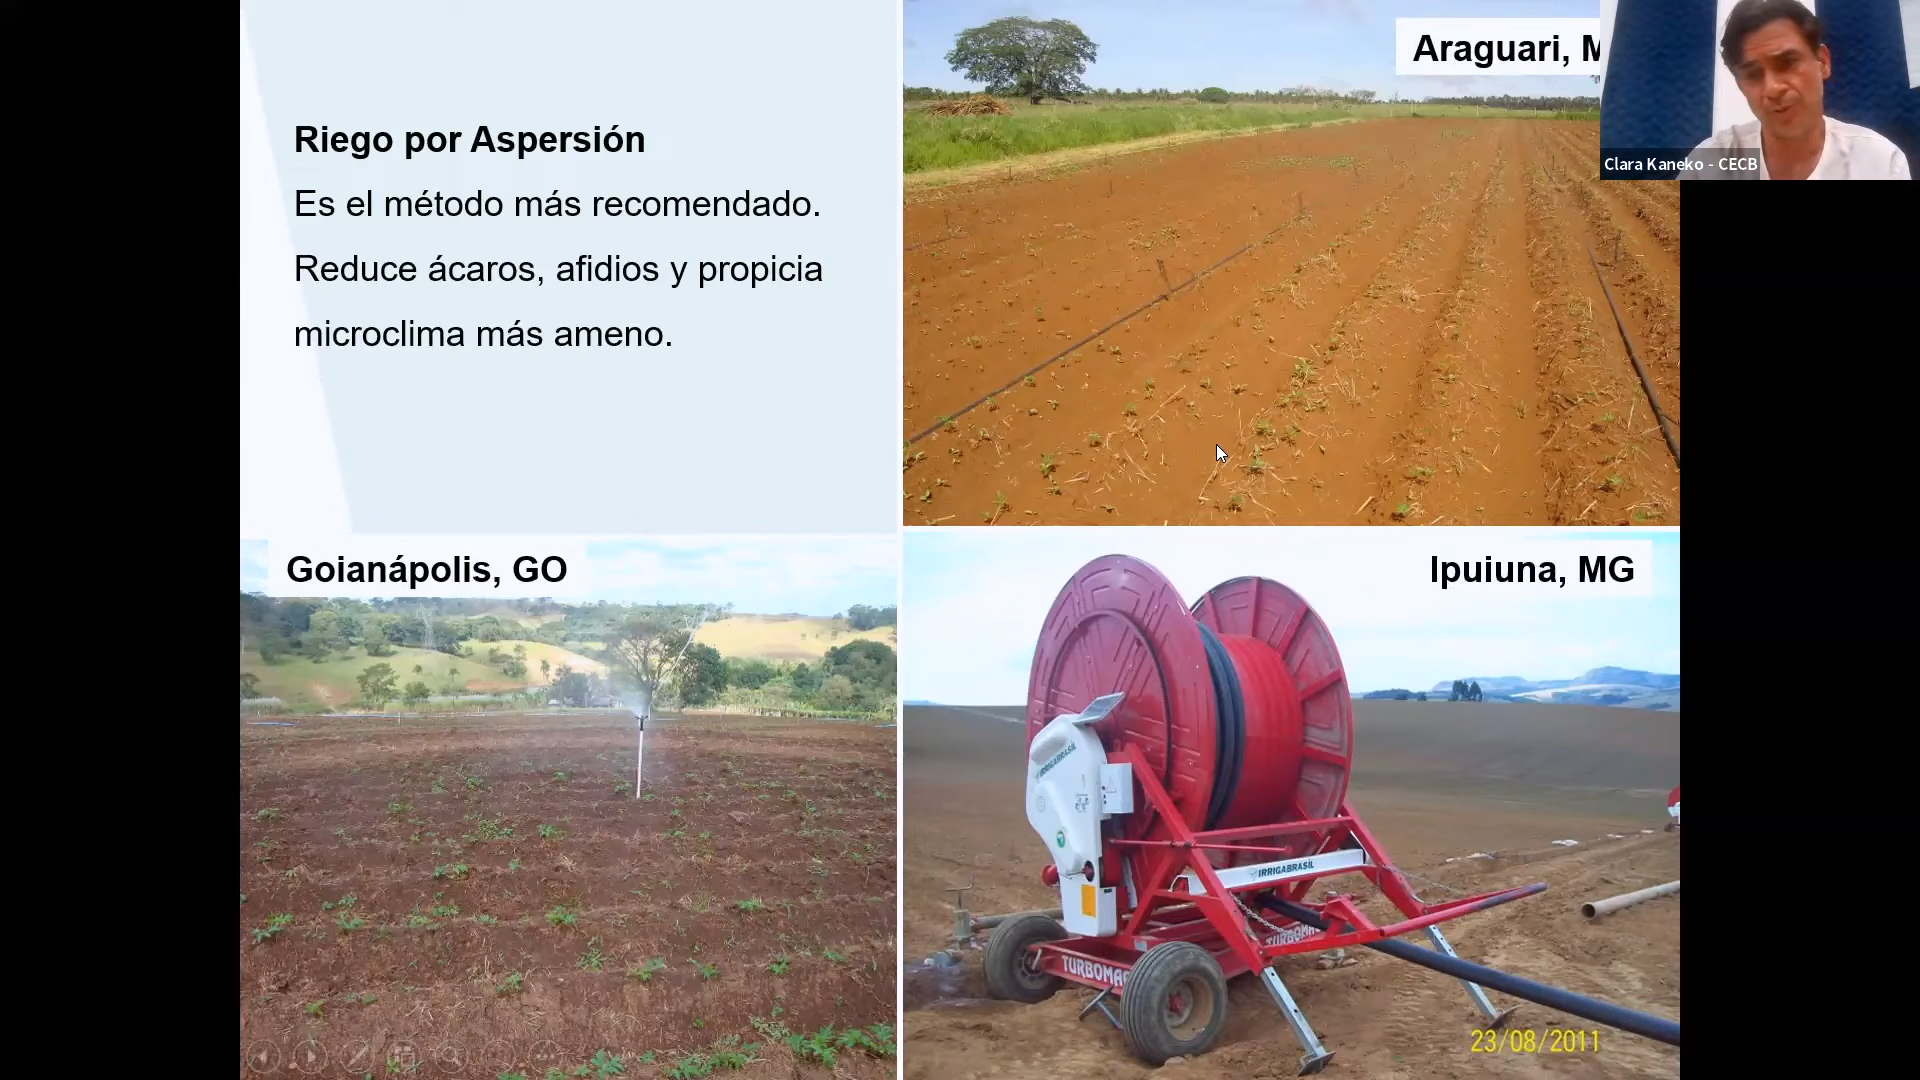 Riego por Aspersión
Es el método más recomendado.
Reduce ácaros, afidios y propicia
microclima más ameno.
Araguari, M
Clara Kaneko - CECB
Goianápolis, GO
Ipuiuna, MG
IRRIGABRASIL
IRRIGABRASIL
TURBOMA
TURBOMA
23/08/2011